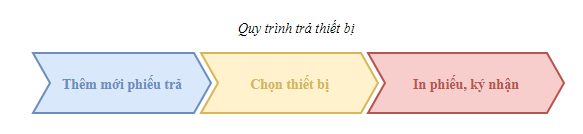 Quy trình trả thiết bị
Thêm mới phiếu trả
Chọn thiết bị
In phiếu, ký nhận